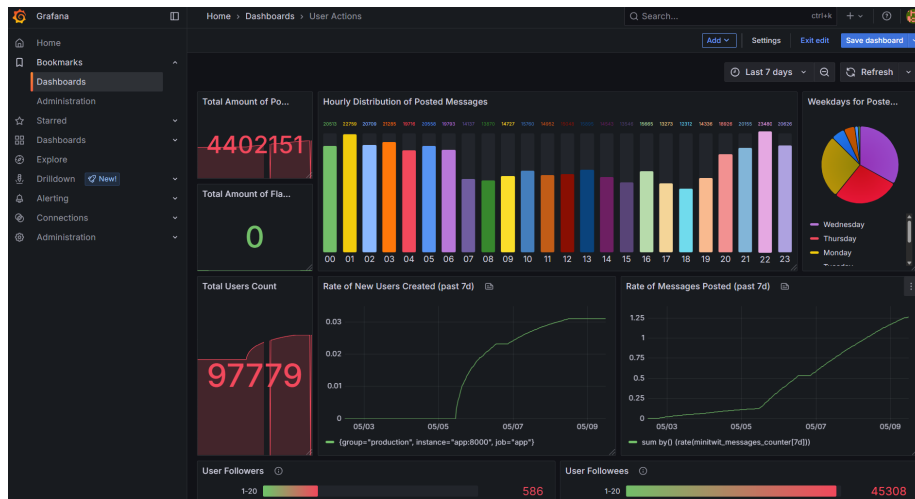 Grafana
Home › Dashboards › User Actions
Search...
ctrl+k
Home
Bookmarks
Dashboards
Administration
Starred
Dashboards
Explore
Drilldown
New!
Alerting
Connections
Administration
Add
Settings
Exit edit
Save dashboard
Last 7 days
Refresh
Total Amount of Po...
4402151
Total Amount of Fla...
0
Hourly Distribution of Posted Messages
00 01 02 03 04 05 06 07 08 09 10 11 12 13 14 15 16 17 18 19 20 21 22 23
Weekdays for Poste...
Wednesday
Thursday
Monday
Total Users Count
97779
Rate of New Users Created (past 7d)
0.03
0.02
0.01
0
05/03 05/05 05/07 05/09
{group="production", instance="app:8000", job="app"}
Rate of Messages Posted (past 7d)
1.25
1
0.75
0.5
0.25
0
05/03 05/05 05/07 05/09
sum by() (rate(minitwit_messages_counter[7d]))
User Followers
1-20
586
User Followees
1-20
45308